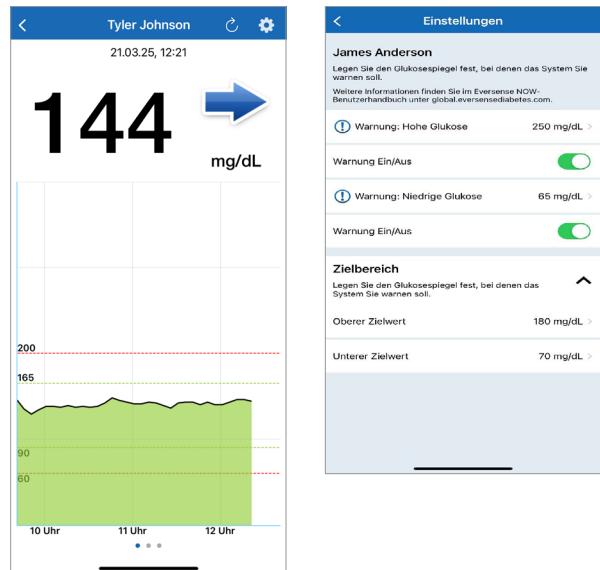 Tyler Johnson
21.03.25, 12:21
144
mg/dL
200
165
90
60
10 Uhr
11 Uhr
12 Uhr
Einstellungen
James Anderson
Legen Sie den Glukosespiegel fest, bei denen das System Sie
warnen soll.
Weitere Informationen finden Sie im Eversense NOW-
Benutzerhandbuch unter global.eversensediabetes.com.
Warnung: Hohe Glukose 250 mg/dL
Warnung Ein/Aus
Warnung: Niedrige Glukose 65 mg/dL
Warnung Ein/Aus
Zielbereich
Legen Sie den Glukosespiegel fest, bei denen das
System Sie warnen soll.
Oberer Zielwert 180 mg/dL
Unterer Zielwert 70 mg/dL